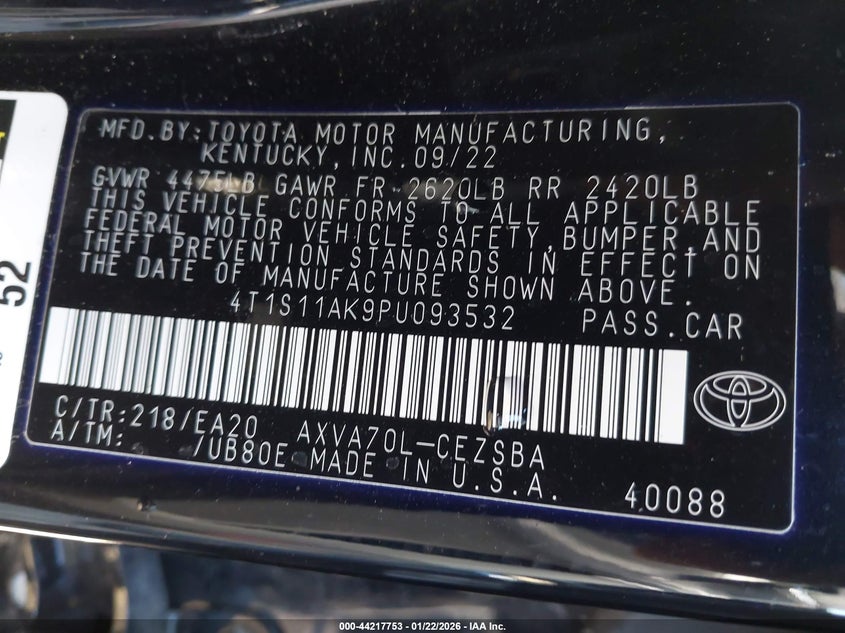 MFD.BY:TOYOTA MOTOR MANUFACTURING,
KENTUCKY,INC.09/22
GVWR 4475LB GAWR FR 2620LB RR 2420LB
THIS VEHICLE CONFORMS TO ALL APPLICABLE
FEDERAL MOTOR VEHICLE SAFETY,BUMPER,AND
THEFT PREVENTION STANDARDS IN EFFECT ON
THE DATE OF MANUFACTURE SHOWN ABOVE.
4T1S11AK9PU093532 PASS.CAR
C/TR:218/EA20 AXVA70L-CEZSBA
A/TM: /UB80E MADE IN U.S.A.
40088
52
000-44217753 - 01/22/2026 - IAA Inc.